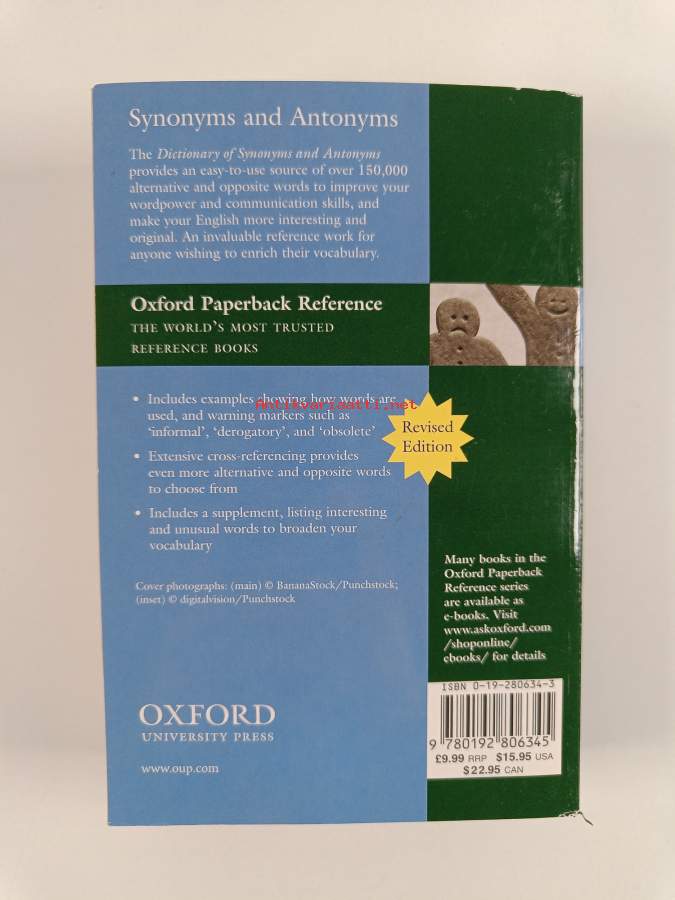 Synonyms and Antonyms
The Dictionary of Synonyms and Antonyms
provides an easy-to-use source of over 150,000
alternative and opposite words to improve your
wordpower and communication skills, and
make your English more interesting and
original. An invaluable reference work for
anyone wishing to enrich their vocabulary.
Oxford Paperback Reference
THE WORLD'S MOST TRUSTED
REFERENCE BOOKS
• Includes examples showing how words are
used, and warning markers such as
'informal', 'derogatory', and 'obsolete'
• Extensive cross-referencing provides
even more alternative and opposite words
to choose from
• Includes a supplement, listing interesting
and unusual words to broaden your
vocabulary
Antikvariaatti.net
Revised
Edition
Cover photographs: (main) © BananaStock/Punchstock;
(inset) © digitalvision/Punchstock
Many books in the
Oxford Paperback
Reference series
are available as
e-books. Visit
www.askoxford.com
/shoponline/
ebooks/ for details
OXFORD
UNIVERSITY PRESS
www.oup.com
ISBN 0-19-280634-3
9 780192 806345
£9.99 RRP $15.95 USA
$22.95 CAN